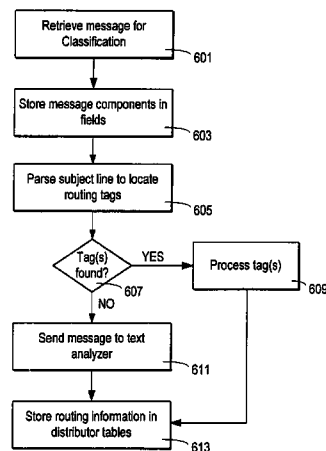 Retrieve message for
Classification
601
Store message components in
fields
603
Parse subject line to locate
routing tags
605
Tag(s)
found?
607
YES
Process tag(s)
609
NO
Send message to text
analyzer
611
Store routing information in
distributor tables
613